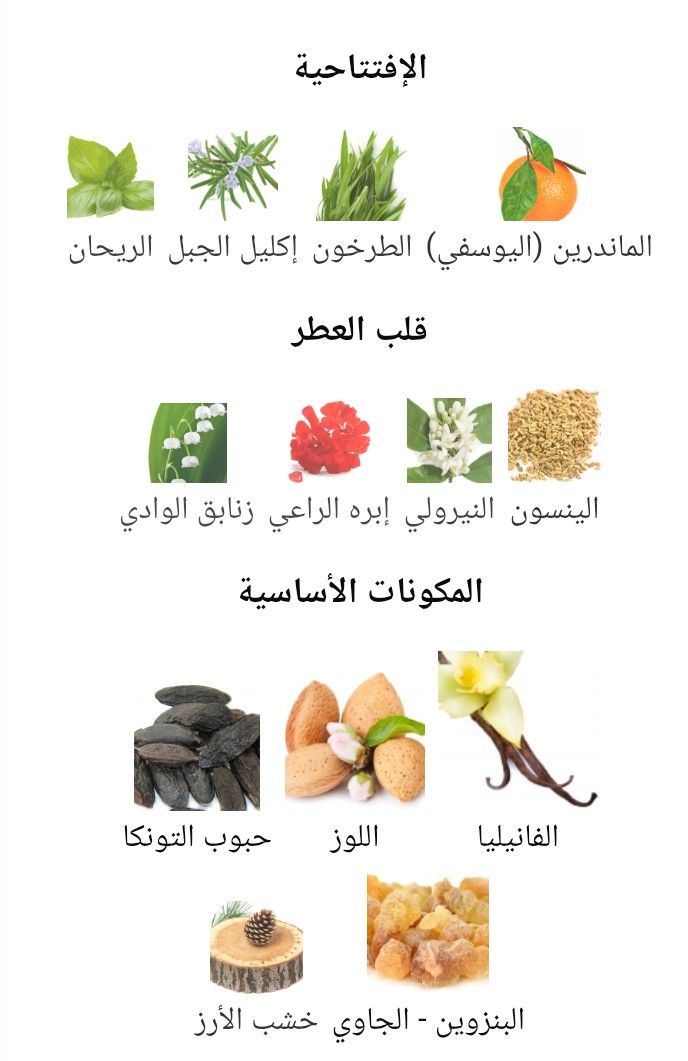 الإفتتاحية
الماندرين (اليوسفي) الطرخون إكليل الجبل الريحان
قلب العطر
الينسون النيرولي إبره الراعي زنابق الوادي
المكونات الأساسية
الفانيليا اللوز حبوب التونكا
البنزوين - الجاوي خشب الأرز